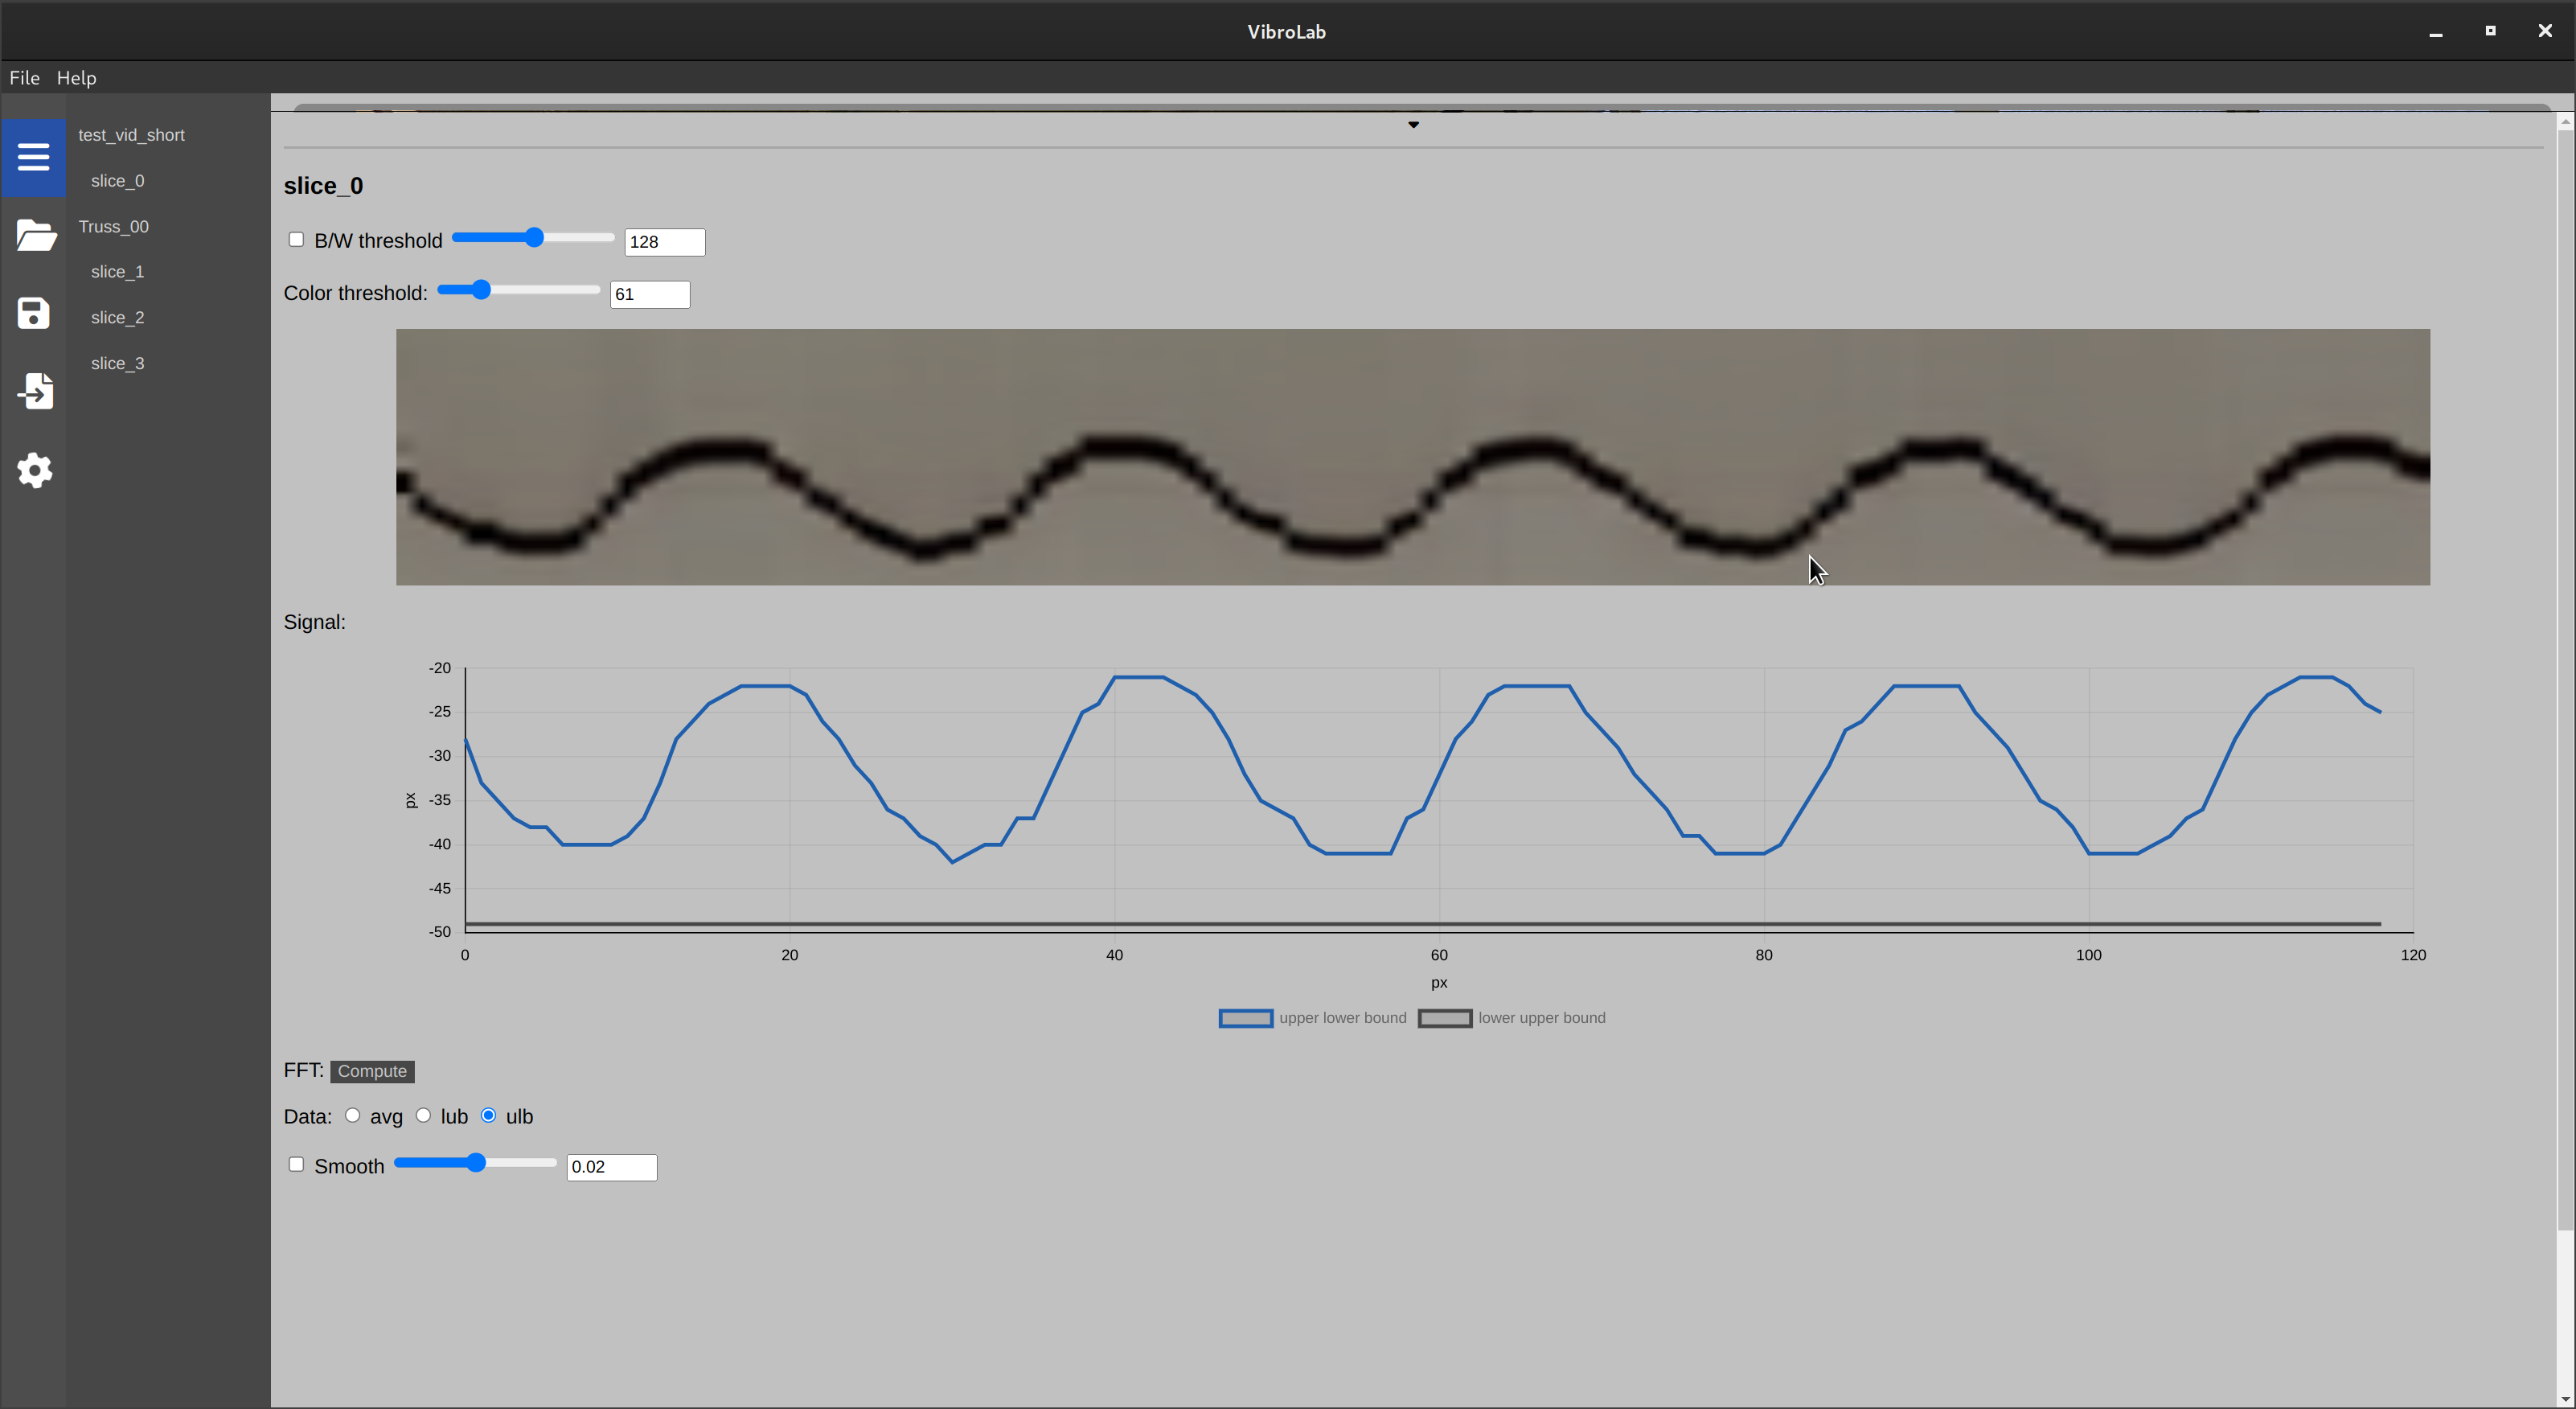 VibroLab
File Help
test_vid_short
slice_0
Truss_00
slice_1
slice_2
slice_3
slice_0
B/W threshold 128
Color threshold: 61
Signal:
-20
-25
-30
-35
-40
-45
-50
px
0 20 40 60 80 100 120
px
upper lower bound lower upper bound
FFT: Compute
Data: avg lub ulb
Smooth 0.02